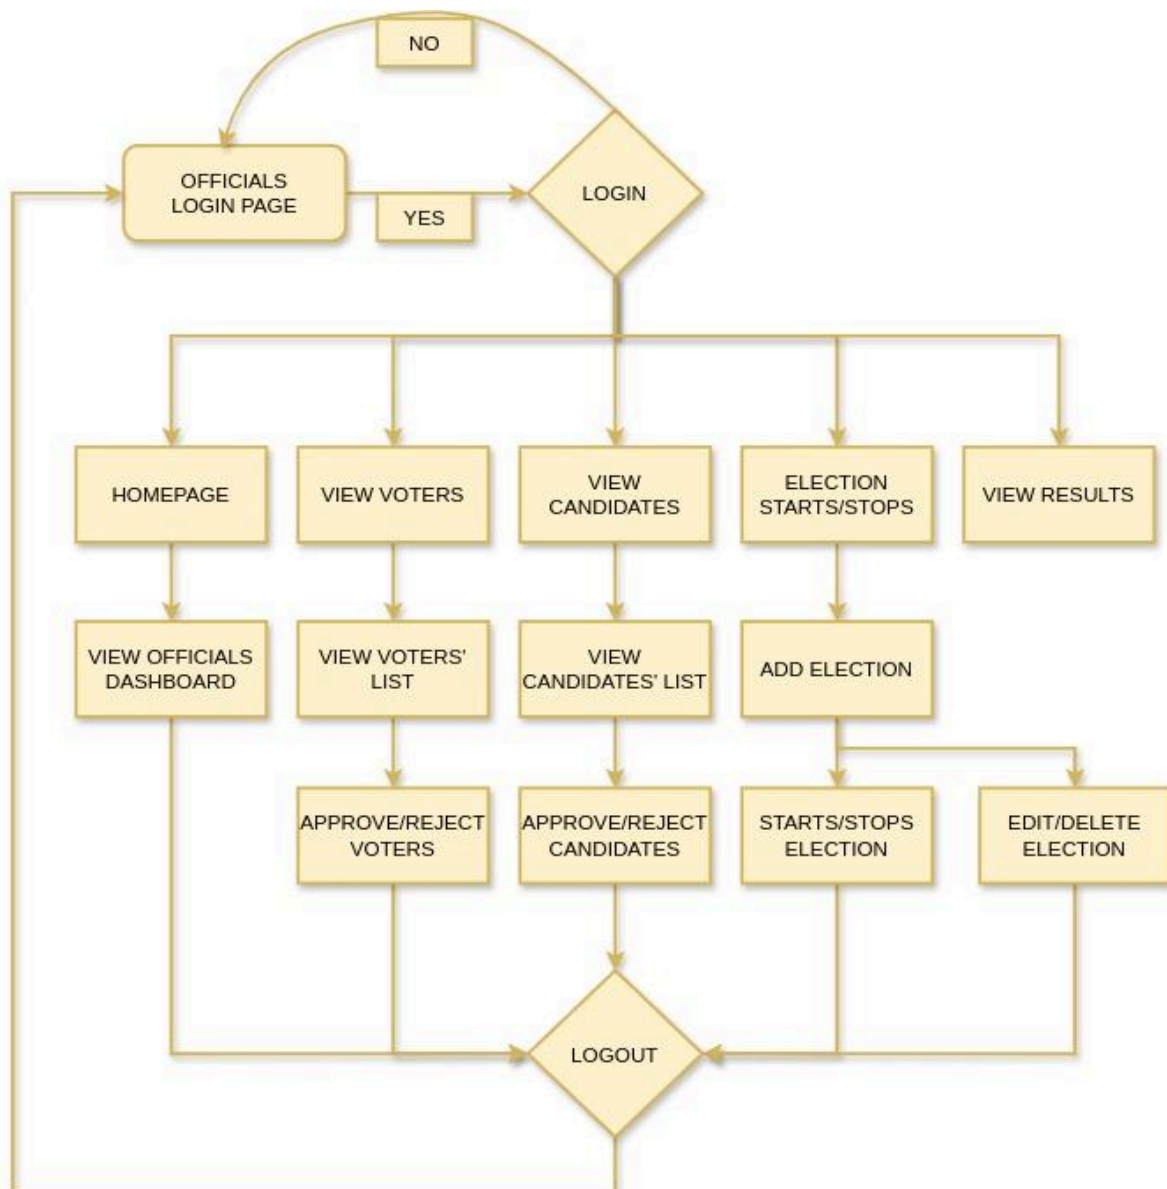 NO
OFFICIALS
LOGIN PAGE
YES
LOGIN
HOMEPAGE
VIEW VOTERS
VIEW
CANDIDATES
ELECTION
STARTS/STOPS
VIEW RESULTS
VIEW OFFICIALS
DASHBOARD
VIEW VOTERS'
LIST
VIEW
CANDIDATES' LIST
ADD ELECTION
APPROVE/REJECT
VOTERS
APPROVE/REJECT
CANDIDATES
STARTS/STOPS
ELECTION
EDIT/DELETE
ELECTION
LOGOUT